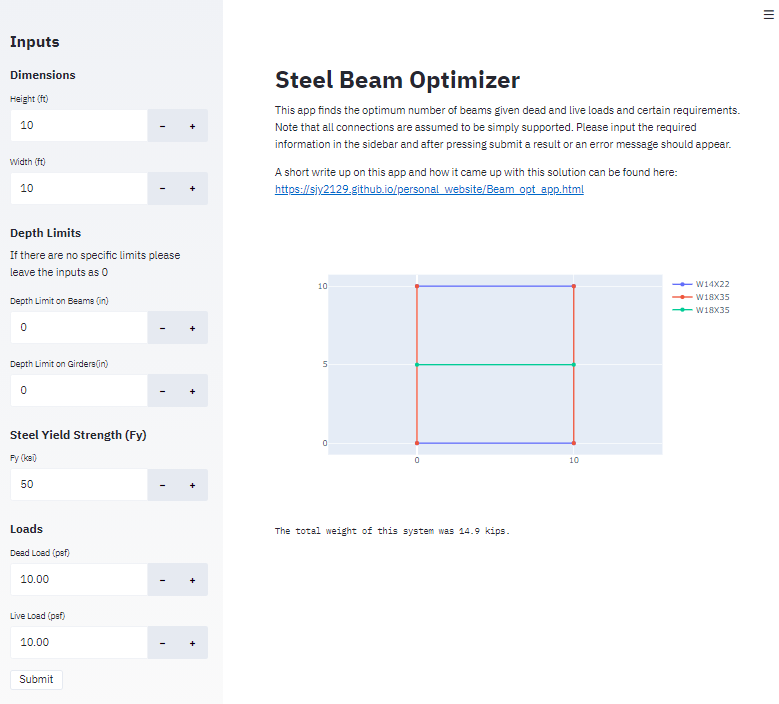 Inputs
Dimensions
Height (ft)
10
−
+
Width (ft)
10
−
+
Depth Limits
If there are no specific limits please
leave the inputs as 0
Depth Limit on Beams (in)
0
−
+
Depth Limit on Girders(in)
0
−
+
Steel Yield Strength (Fy)
Fy (ksi)
50
−
+
Loads
Dead Load (psf)
10.00
−
+
Live Load (psf)
10.00
−
+
Submit
Steel Beam Optimizer
This app finds the optimum number of beams given dead and live loads and certain requirements.
Note that all connections are assumed to be simply supported. Please input the required
information in the sidebar and after pressing submit a result or an error message should appear.
A short write up on this app and how it came up with this solution can be found here:
https://sjy2129.github.io/personal_website/Beam_opt_app.html
10
5
0
0
10
W14X22
W18X35
W18X35
The total weight of this system was 14.9 kips.